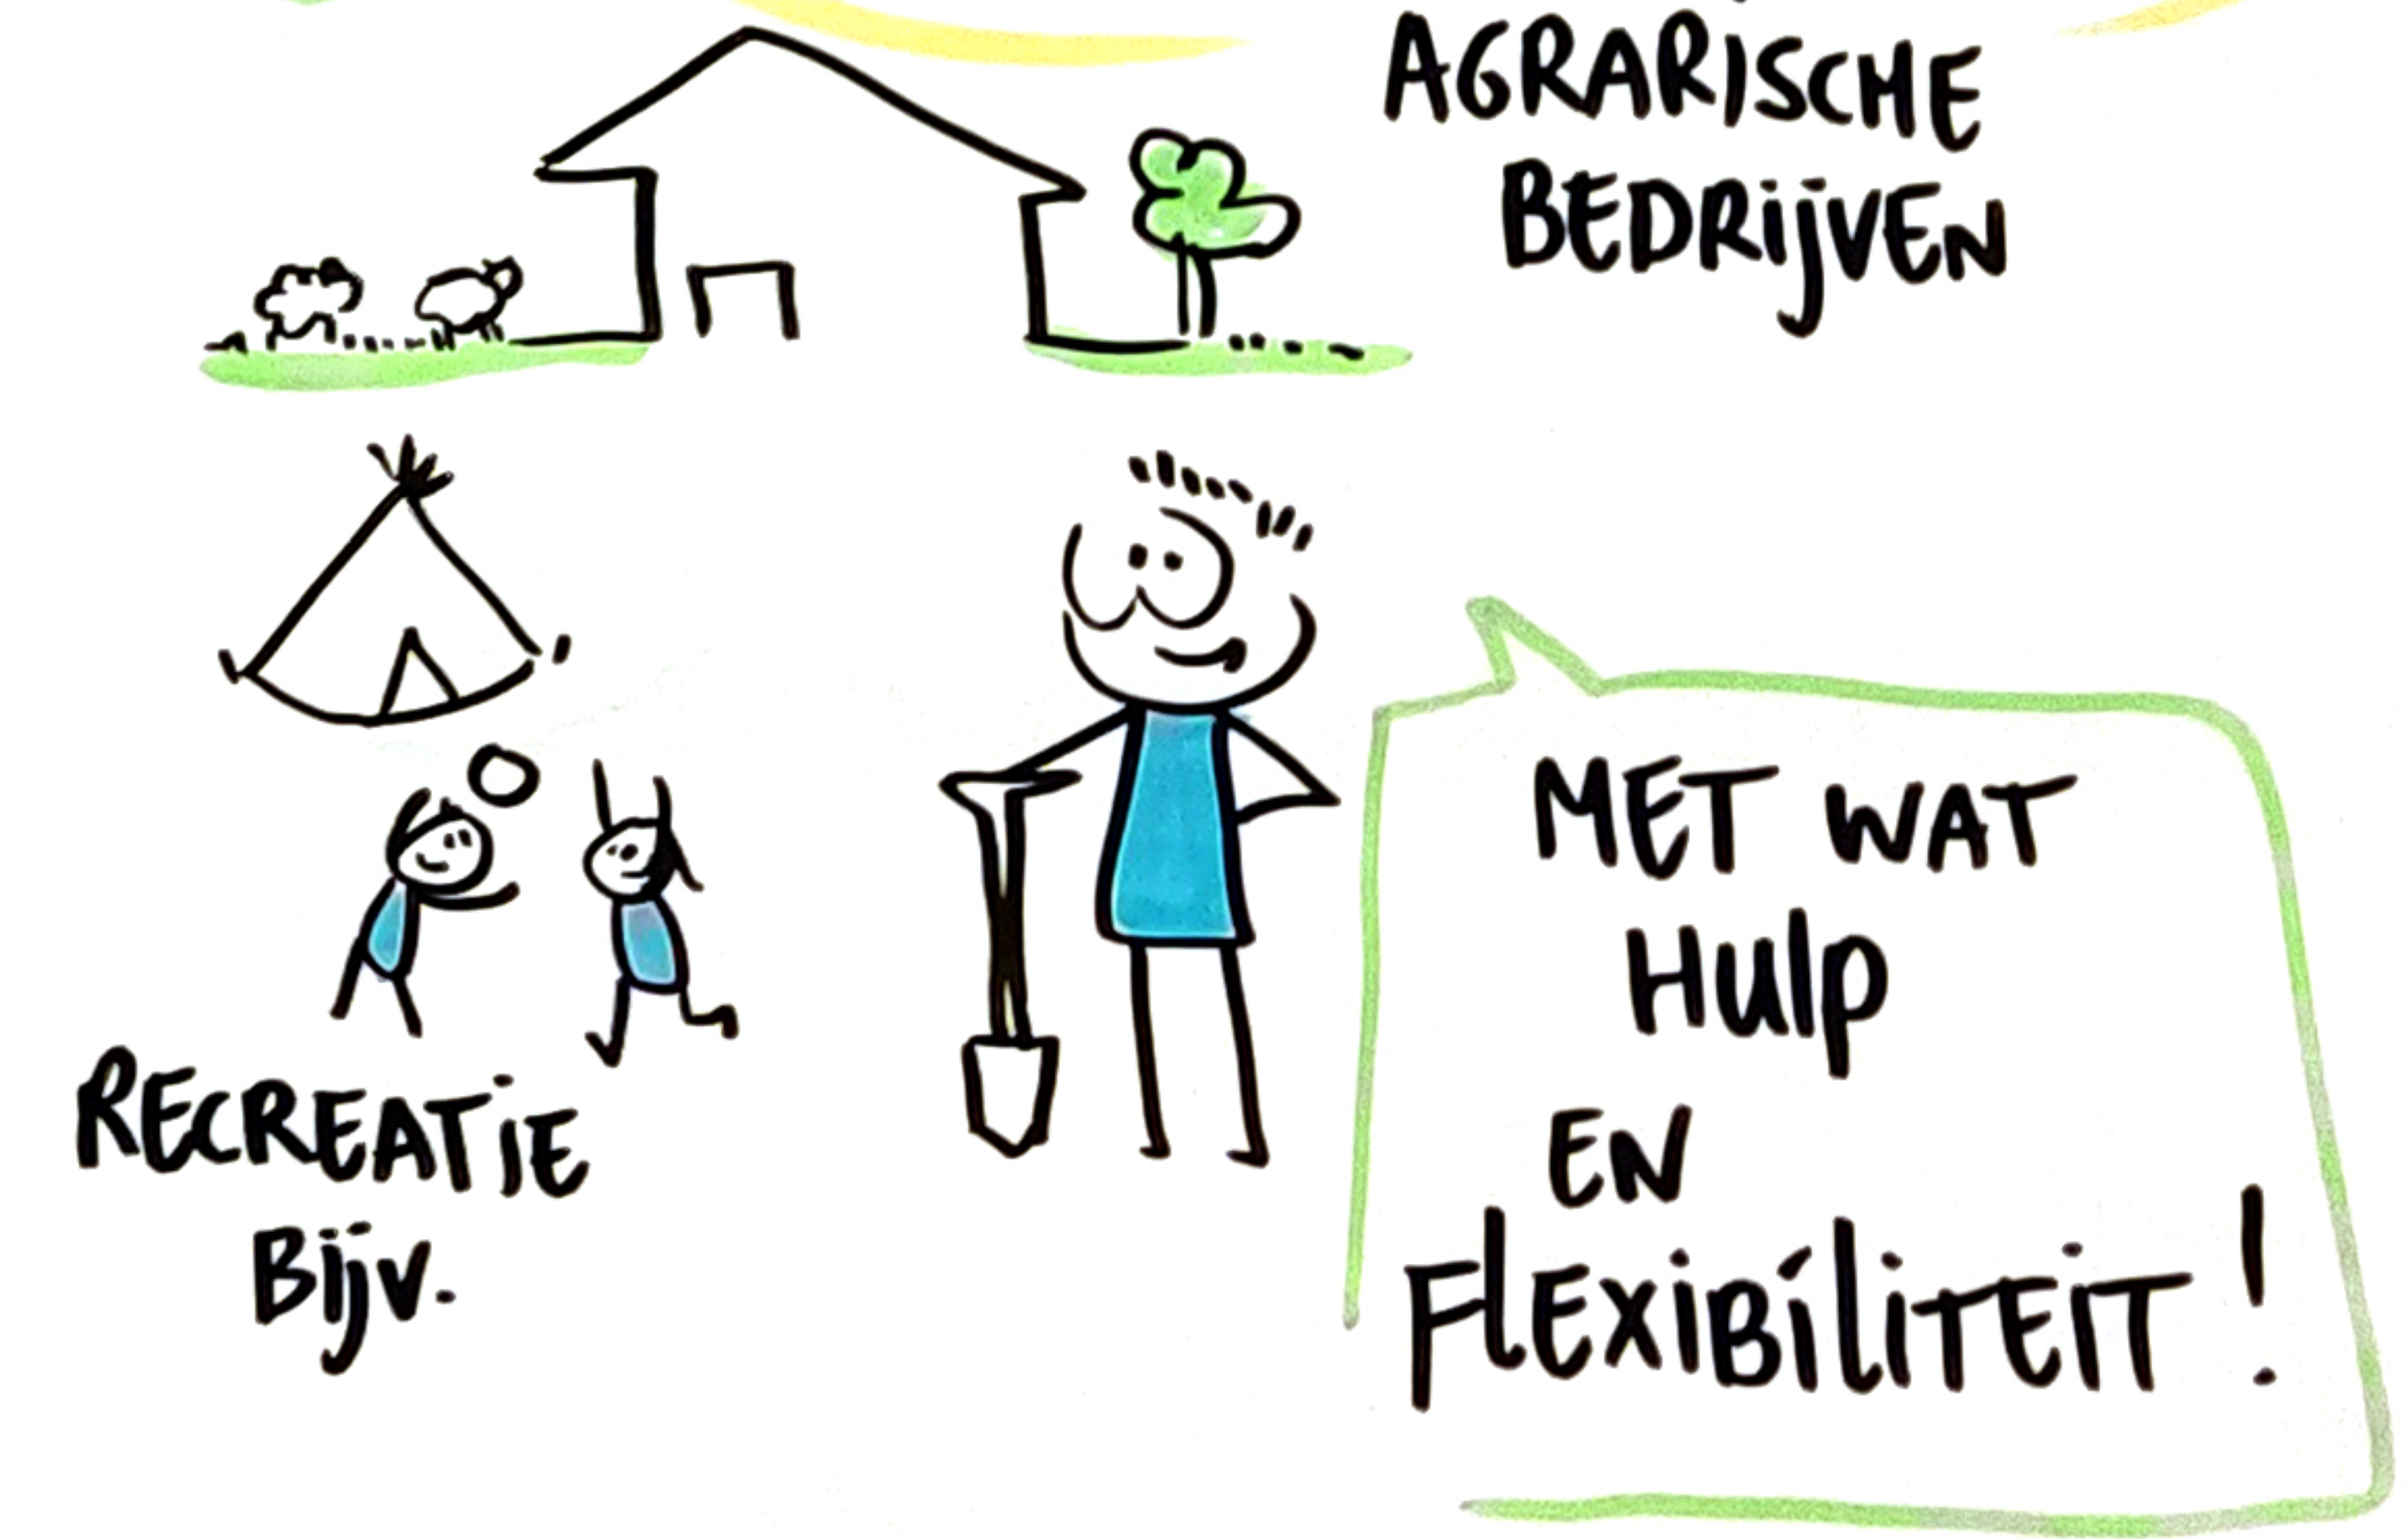 AGRARISCHE
BEDRIJVEN
MET WAT
HULP
EN
FLEXIBILITEIT!
RECREATIE
BIJV.